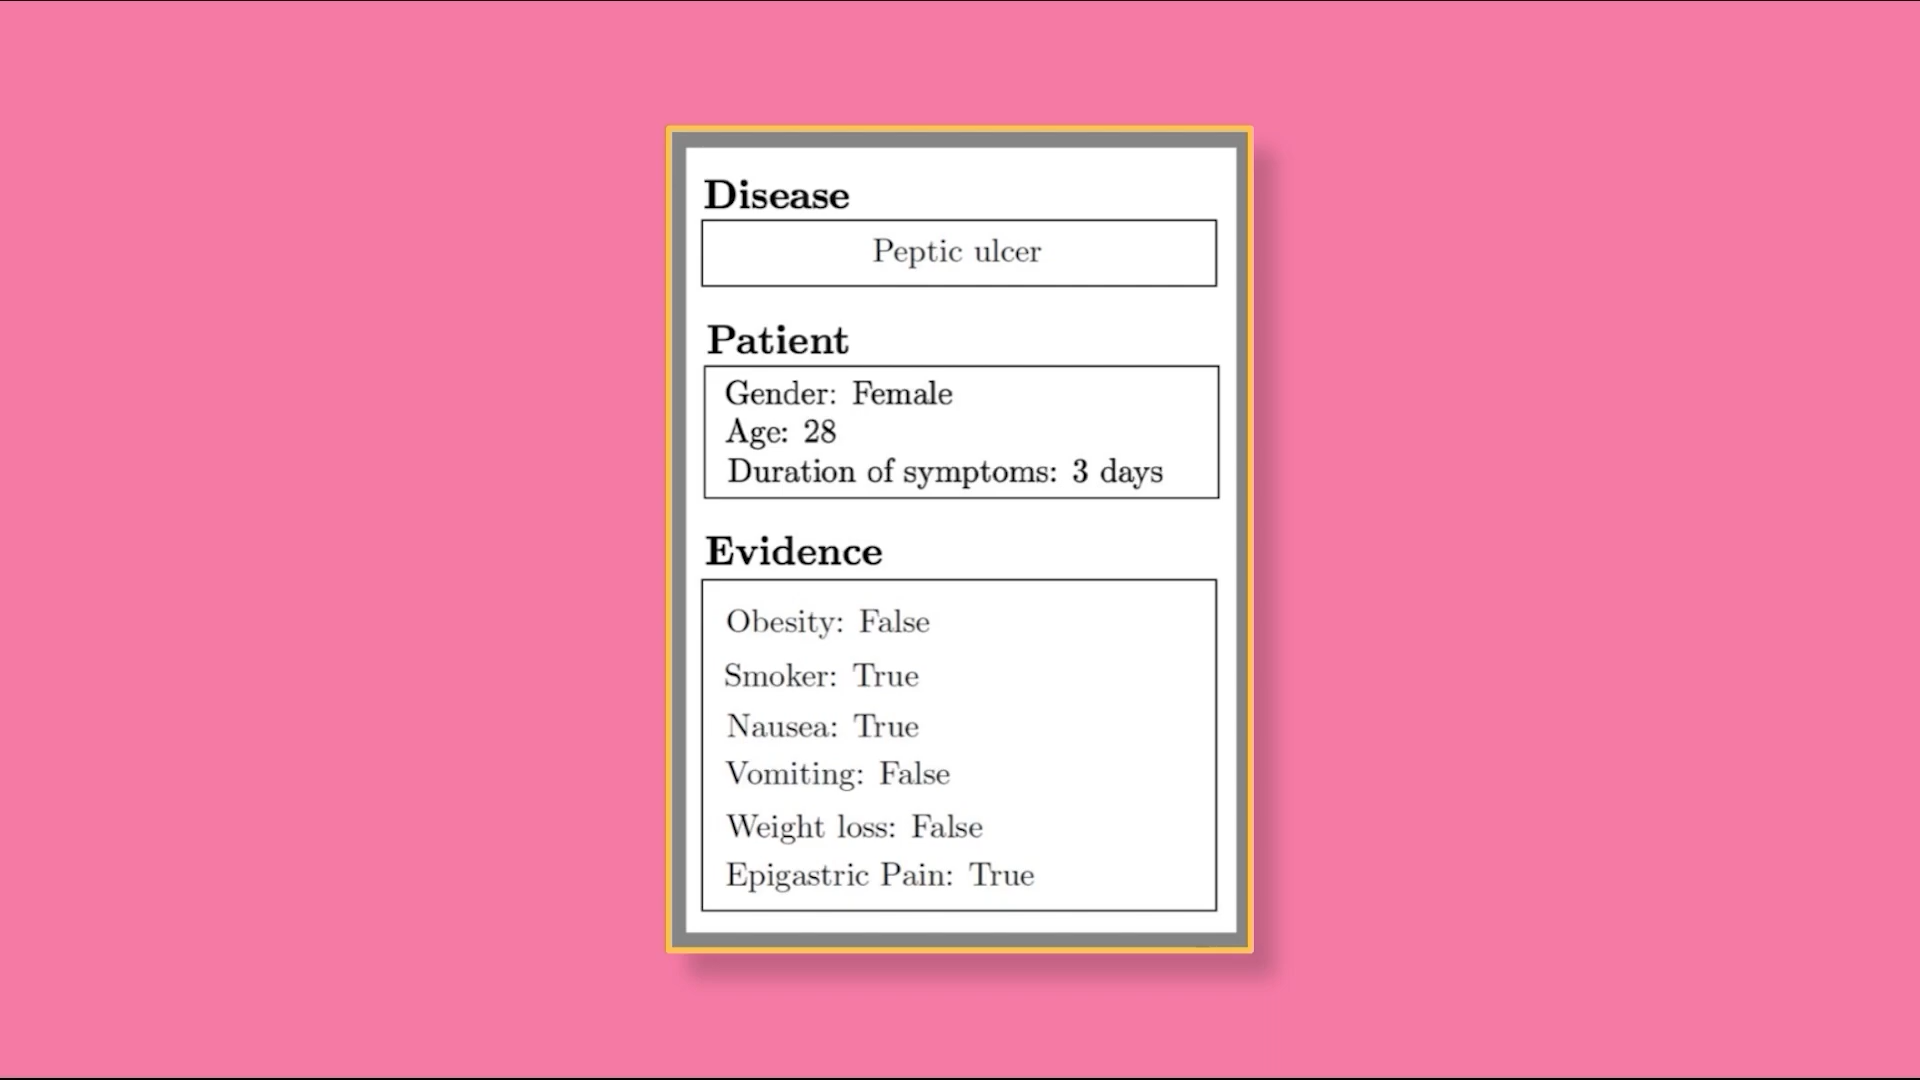 Disease
Peptic ulcer
Patient
Gender: Female
Age: 28
Duration of symptoms: 3 days
Evidence
Obesity: False
Smoker: True
Nausea: True
Vomiting: False
Weight loss: False
Epigastric Pain: True